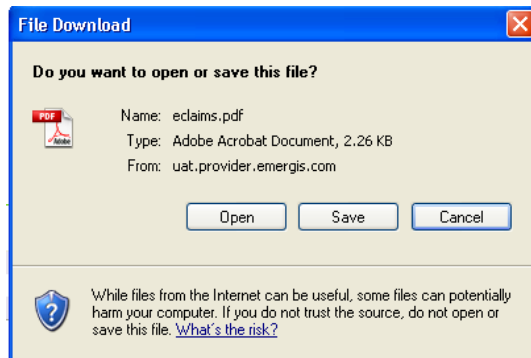 File Download
Do you want to open or save this file?
PDF
Adobe
Name: eclaims.pdf
Type: Adobe Acrobat Document, 2.26 KB
From: uat.provider.emergis.com
Open Save Cancel
While files from the Internet can be useful, some files can potentially
harm your computer. If you do not trust the source, do not open or
save this file. What's the risk?